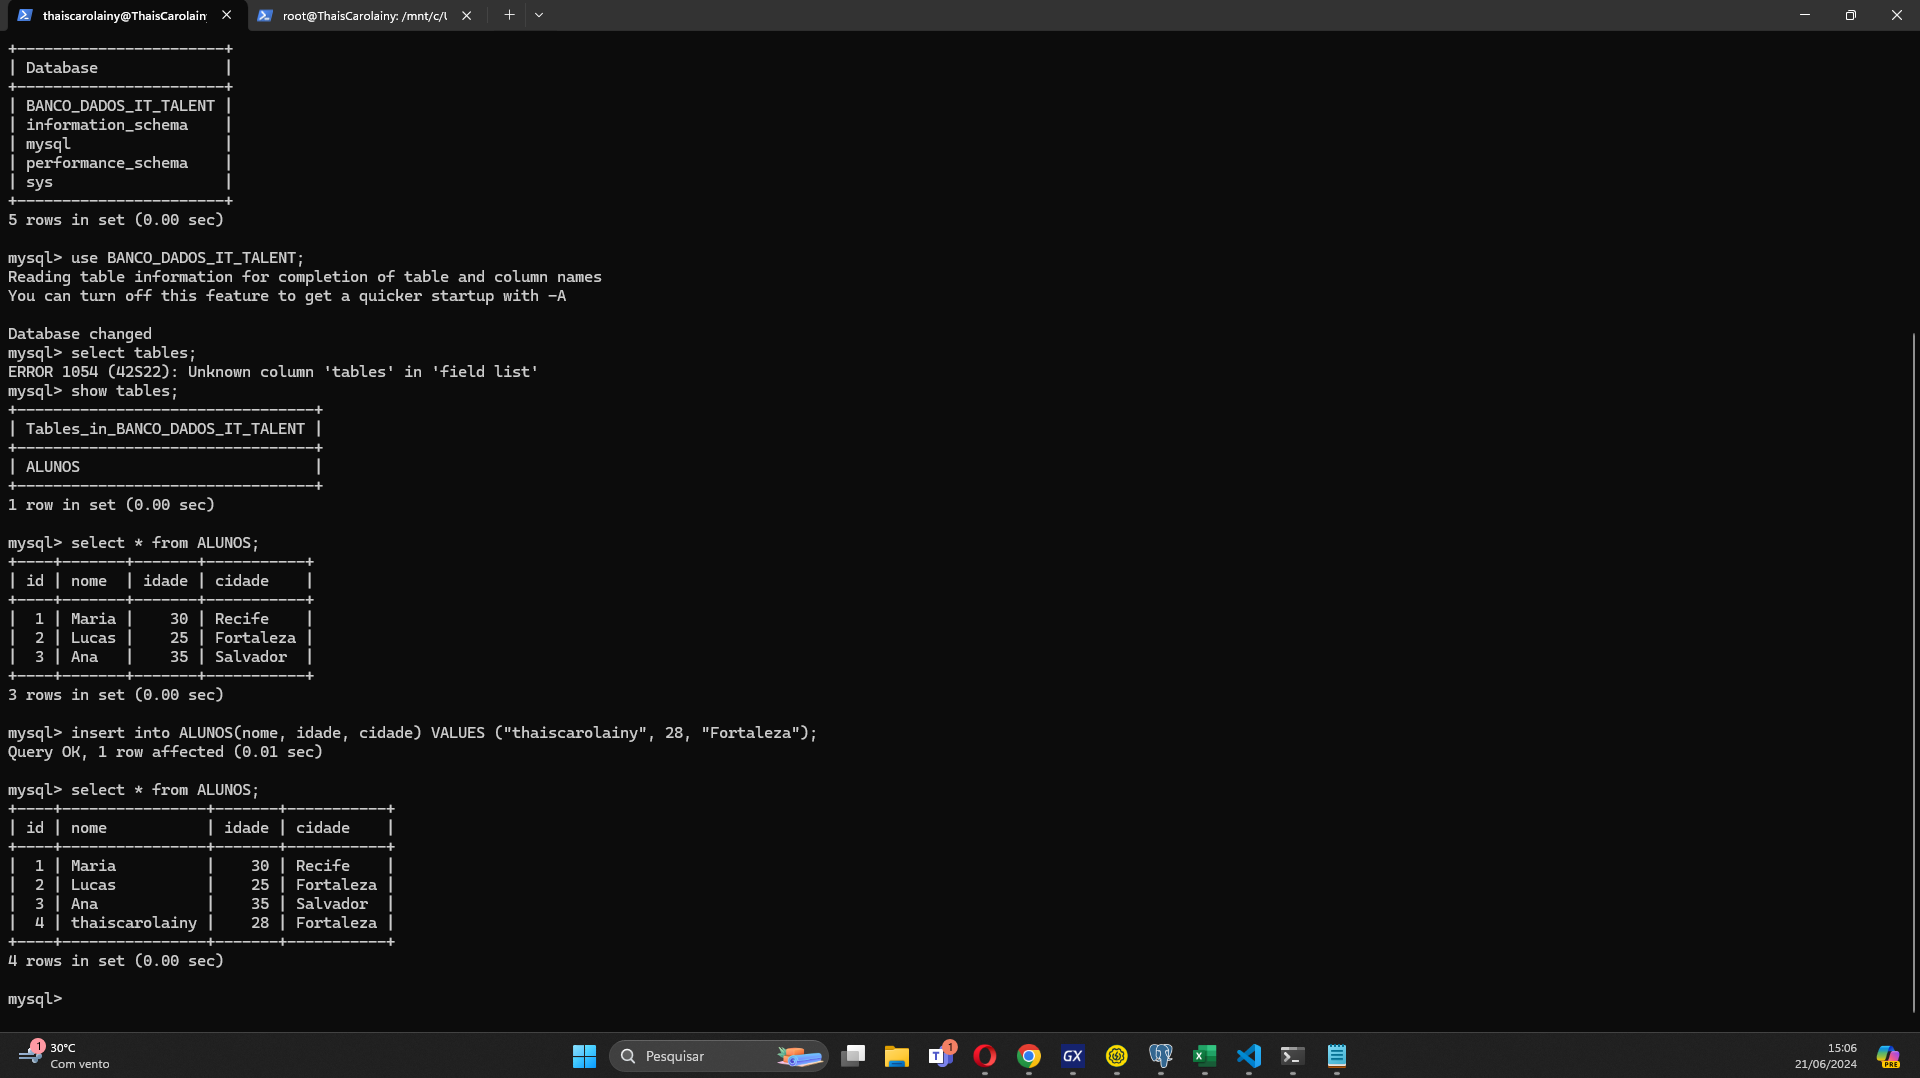 thaiscarolainy@ThaisCarolain
root@ThaisCarolainy: /mnt/c/U
+-----------------------+
| Database              |
+-----------------------+
| BANCO_DADOS_IT_TALENT |
| information_schema    |
| mysql                 |
| performance_schema    |
| sys                   |
+-----------------------+
5 rows in set (0.00 sec)
mysql> use BANCO_DADOS_IT_TALENT;
Reading table information for completion of table and column names
You can turn off this feature to get a quicker startup with -A
Database changed
mysql> select tables;
ERROR 1054 (42S22): Unknown column 'tables' in 'field list'
mysql> show tables;
+---------------------------------+
| Tables_in_BANCO_DADOS_IT_TALENT |
+---------------------------------+
| ALUNOS                          |
+---------------------------------+
1 row in set (0.00 sec)
mysql> select * from ALUNOS;
+----+-------+-------+-----------+
| id | nome  | idade | cidade    |
+----+-------+-------+-----------+
|  1 | Maria |    30 | Recife    |
|  2 | Lucas |    25 | Fortaleza |
|  3 | Ana   |    35 | Salvador  |
+----+-------+-------+-----------+
3 rows in set (0.00 sec)
mysql> insert into ALUNOS(nome, idade, cidade) VALUES ("thaiscarolainy", 28, "Fortaleza");
Query OK, 1 row affected (0.01 sec)
mysql> select * from ALUNOS;
+----+----------------+-------+-----------+
| id | nome           | idade | cidade    |
+----+----------------+-------+-----------+
|  1 | Maria          |    30 | Recife    |
|  2 | Lucas          |    25 | Fortaleza |
|  3 | Ana            |    35 | Salvador  |
|  4 | thaiscarolainy |    28 | Fortaleza |
+----+----------------+-------+-----------+
4 rows in set (0.00 sec)
mysql>
1
30°C
Com vento
Pesquisar
T
1
GX
X
15:06
21/06/2024
PRE